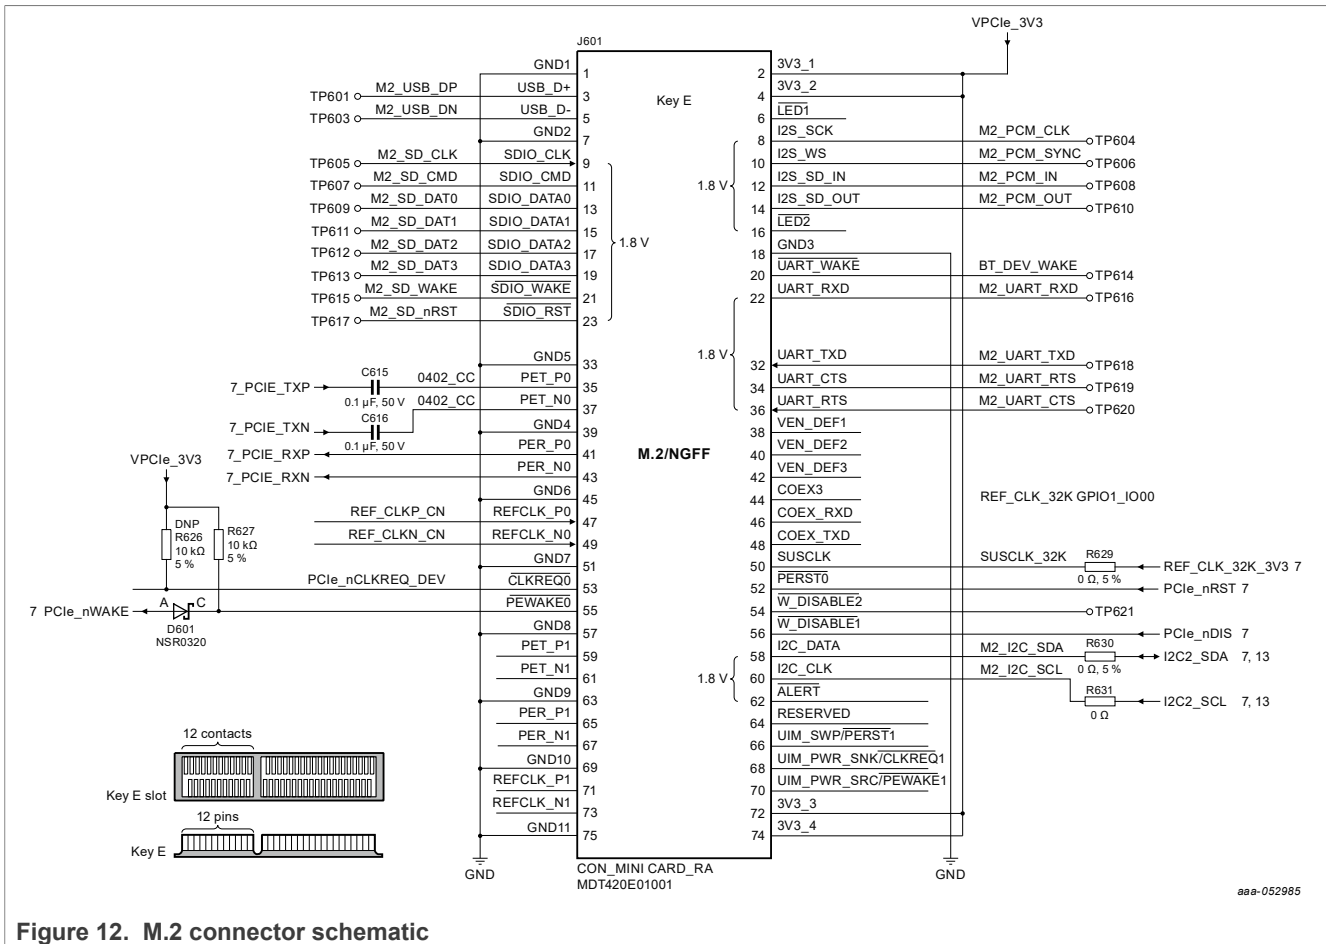 VPCIe_3V3
J601
GND1 1 2 3V3_1
TP601 M2_USB_DP USB_D+ 3 Key E 4 3V3_2
TP603 M2_USB_DN USB_D- 5 6 LED1
GND2 7 8 I2S_SCK M2_PCM_CLK TP604
TP605 M2_SD_CLK SDIO_CLK 9 10 I2S_WS M2_PCM_SYNC TP606
TP607 M2_SD_CMD SDIO_CMD 11 1.8 V 12 I2S_SD_IN M2_PCM_IN TP608
TP609 M2_SD_DAT0 SDIO_DATA0 13 14 I2S_SD_OUT M2_PCM_OUT TP610
TP611 M2_SD_DAT1 SDIO_DATA1 15 16 LED2
1.8 V
TP612 M2_SD_DAT2 SDIO_DATA2 17 18 GND3
TP613 M2_SD_DAT3 SDIO_DATA3 19 20 UART_WAKE BT_DEV_WAKE TP614
TP615 M2_SD_WAKE SDIO_WAKE 21 22 UART_RXD M2_UART_RXD TP616
TP617 M2_SD_nRST SDIO_RST 23
1.8 V
GND5 33 32 UART_TXD M2_UART_TXD TP618
7_PCIE_TXP C615 0.1 µF, 50 V 0402_CC PET_P0 35 34 UART_CTS M2_UART_RTS TP619
0402_CC PET_N0 37 36 UART_RTS M2_UART_CTS TP620
7_PCIE_TXN C616 0.1 µF, 50 V GND4 39 38 VEN_DEF1
7_PCIE_RXP PER_P0 41 M.2/NGFF 40 VEN_DEF2
7_PCIE_RXN PER_N0 43 42 VEN_DEF3
VPCIe_3V3
GND6 45 44 COEX3 REF_CLK_32K GPIO1_IO00
REF_CLKP_CN REFCLK_P0 47 46 COEX_RXD
REF_CLKN_CN REFCLK_N0 49 48 COEX_TXD
DNP
R626
10 kΩ
5 %
R627
10 kΩ
5 %
GND7 51 50 SUSCLK SUSCLK_32K R629 0 Ω, 5 % REF_CLK_32K_3V3 7
PCIe_nCLKREQ_DEV CLKREQ0 53 52 PERST0 PCIe_nRST 7
7 PCIe_nWAKE A C PEWAKE0 55 54 W_DISABLE2 TP621
D601
NSR0320
GND8 57 56 W_DISABLE1 PCIe_nDIS 7
PET_P1 59 58 I2C_DATA M2_I2C_SDA R630 0 Ω, 5 % I2C2_SDA 7, 13
PET_N1 61 1.8 V 60 I2C_CLK M2_I2C_SCL
GND9 63 62 ALERT R631 0 Ω I2C2_SCL 7, 13
PER_P1 65 64 RESERVED
PER_N1 67 66 UIM_SWP/PERST1
GND10 69 68 UIM_PWR_SNK/CLKREQ1
REFCLK_P1 71 70 UIM_PWR_SRC/PEWAKE1
REFCLK_N1 73 72 3V3_3
GND11 75 74 3V3_4
12 contacts
Key E slot
12 pins
Key E
GND
CON_MINI CARD_RA
MDT420E01001
GND
aaa-052985
Figure 12. M.2 connector schematic